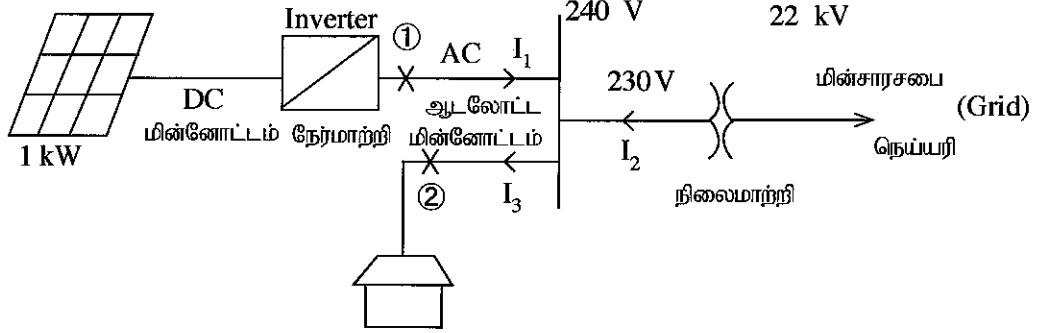 Inverter
①
AC
I₁
240 V
22 kV
230 V
மின்சாரசபை
(Grid)
DC
ஆடலோட்ட
மின்னோட்டம்
நேர்மாற்றி
மின்னோட்டம்
I₂
நெய்யரி
1 kW
②
I₃
நிலைமாற்றி